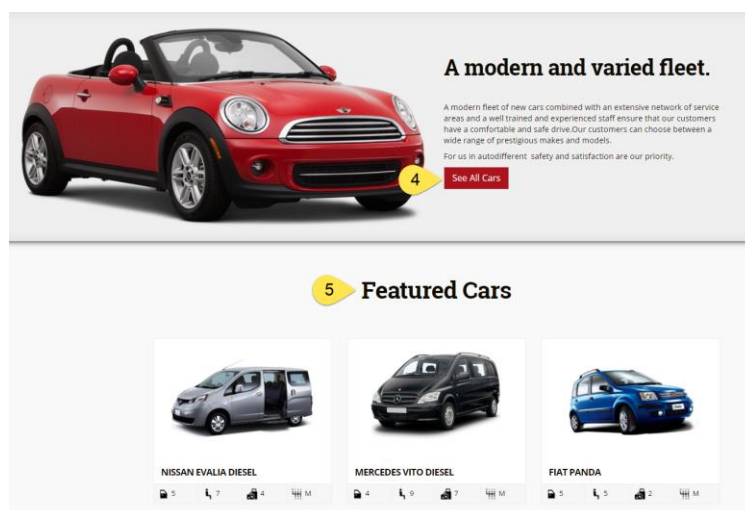 A modern and varied fleet.
A modern fleet of new cars combined with an extensive network of service
areas and a well trained and experienced staff ensure that our customers
have a comfortable and safe drive.Our customers can choose between a
wide range of prestigious makes and models.
For us in autodifferent safety and satisfaction are our priority.
4 See All Cars
5 Featured Cars
NISSAN EVALIA DIESEL
5 7 4 M
MERCEDES VITO DIESEL
4 9 7 M
FIAT PANDA
5 5 2 M